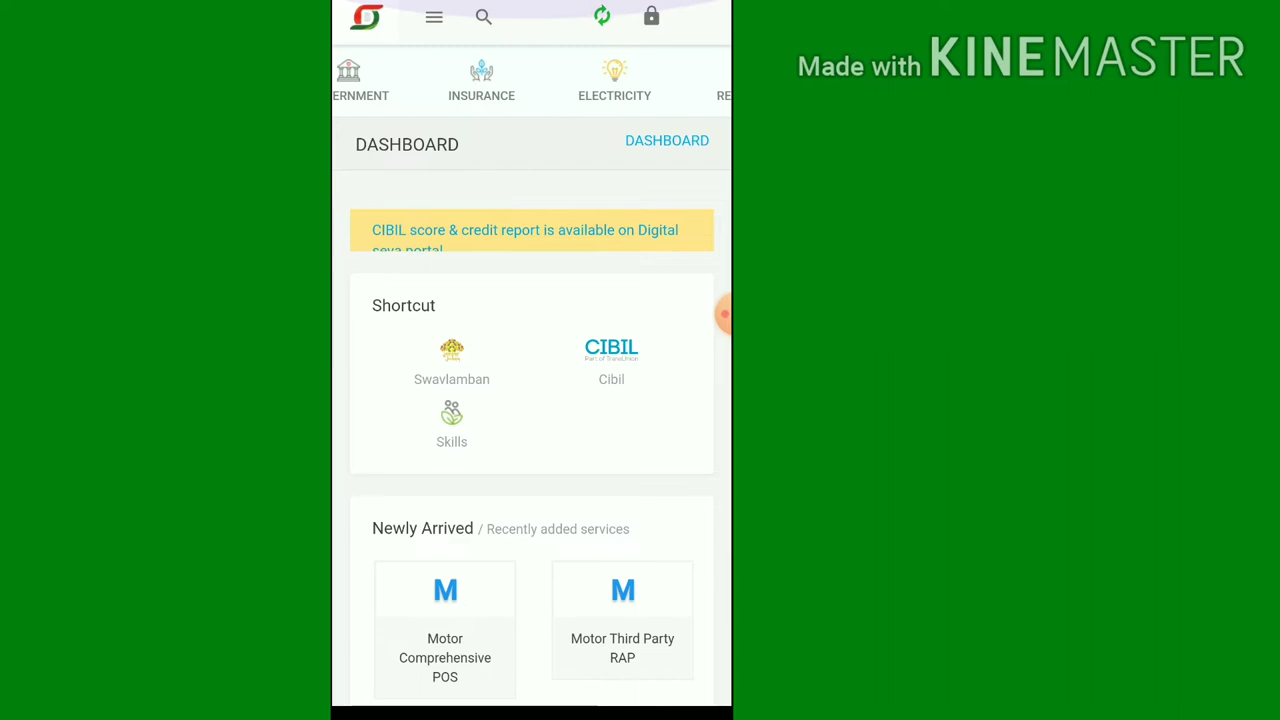 Made with KINEMASTER
ERNMENT INSURANCE ELECTRICITY RE
DASHBOARD DASHBOARD
CIBIL score & credit report is available on Digital
seva portal
Shortcut
CIBIL
Part of TransUnion
Swavlamban Cibil
Skills
Newly Arrived / Recently added services
M M
Motor
Comprehensive
POS
Motor Third Party
RAP